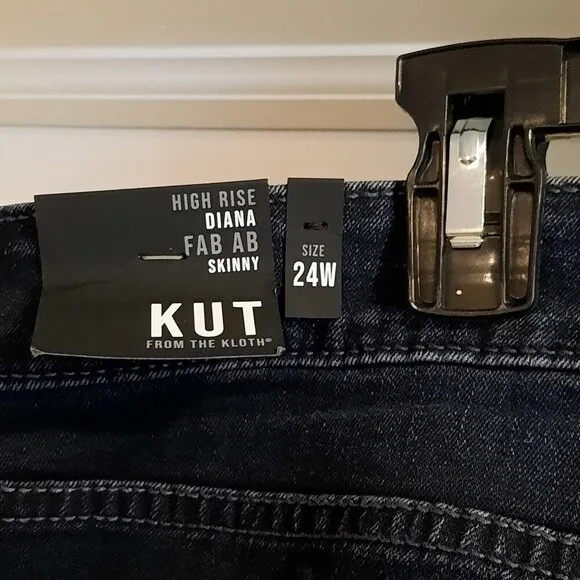 HIGH RISE
DIANA
FAB AB
SKINNY
KUT
FROM THE KLOTH®
SIZE
24W